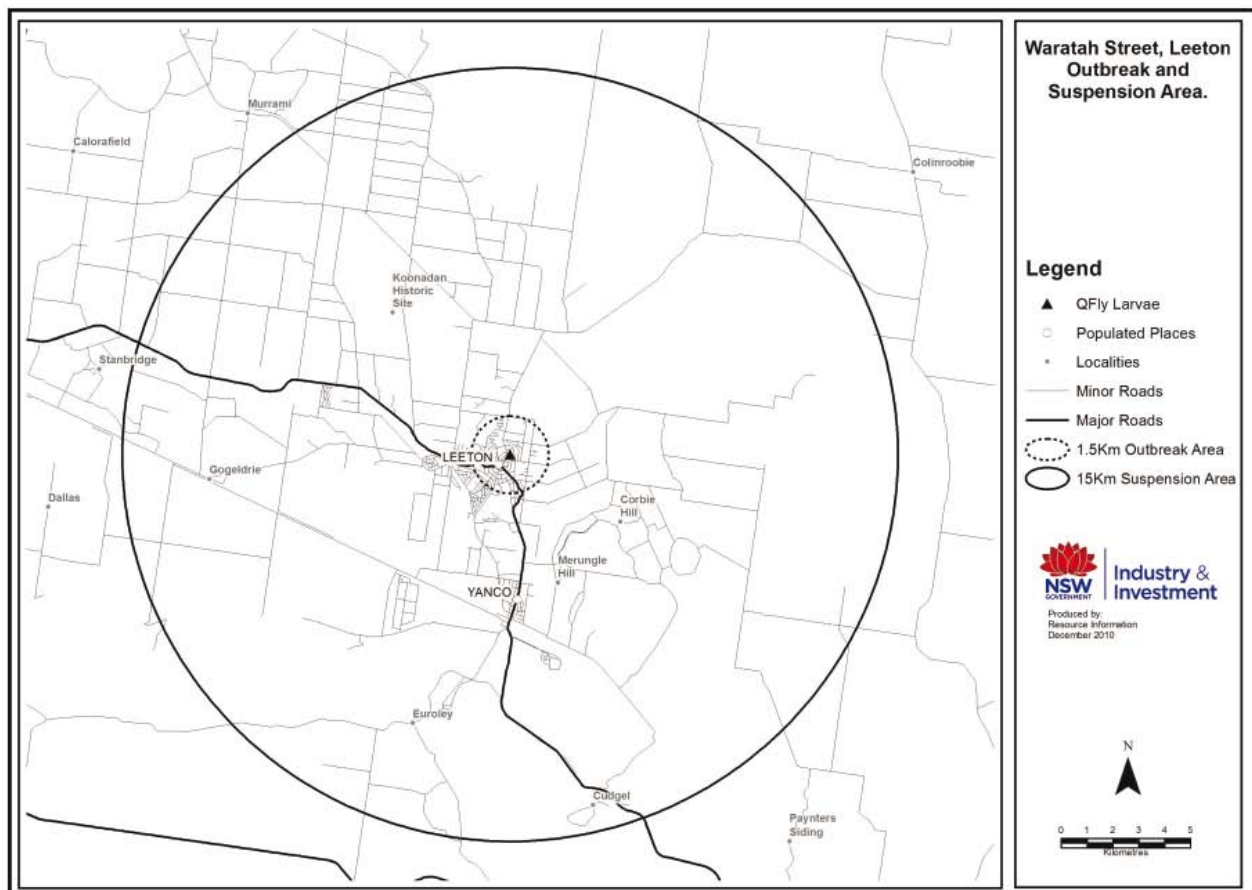 Waratah Street, Leeton
Outbreak and
Suspension Area.
Murrami
Calorafield
Colinroobie
Koonadan
Historic
Site
Stanbridge
LEETON
Gogeldrie
Dallas
Corbie
Hill
Merungle
Hill
YANCO
Euroley
Cudgel
Paynters
Siding
Legend
QFly Larvae
Populated Places
Localities
Minor Roads
Major Roads
1.5Km Outbreak Area
15Km Suspension Area
NSW
GOVERNMENT
Industry &
Investment
Produced by:
Resource Information
December 2010
N
0 1 2 3 4 5
Kilometres